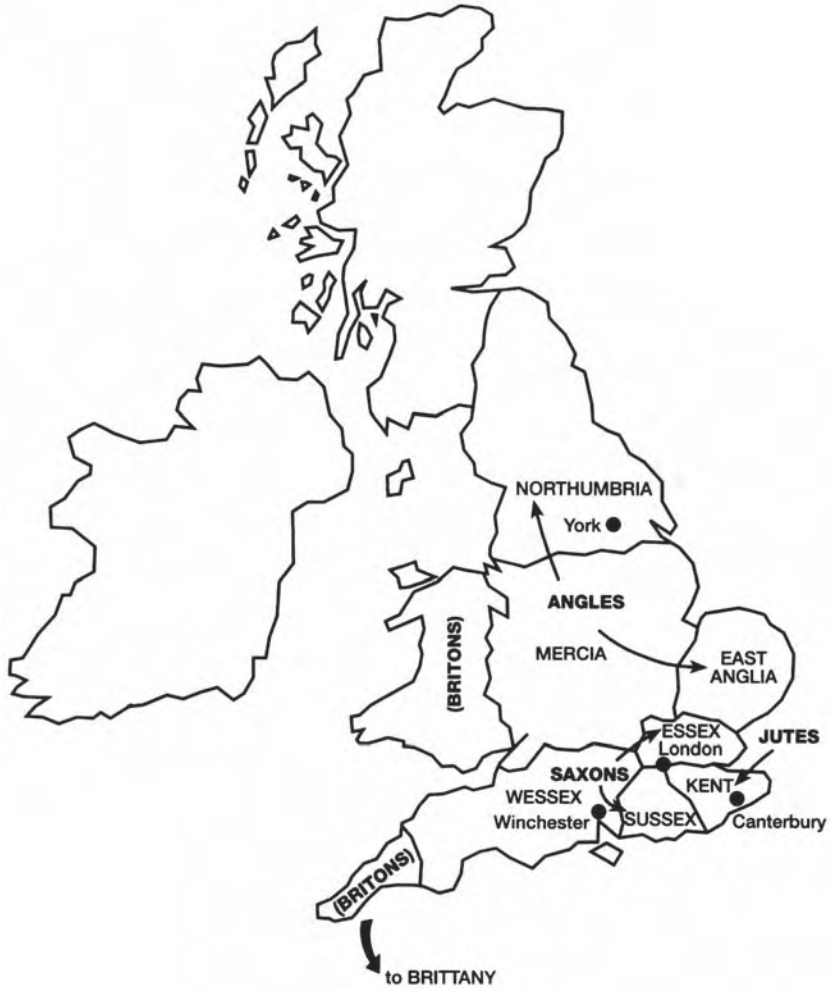 NORTHUMBRIA
York
ANGLES
MERCIA
EAST
ANGLIA
(BRITONS)
ESSEX
London
JUTES
SAXONS
KENT
WESSEX
Winchester
SUSSEX
Canterbury
(BRITONS)
to BRITTANY